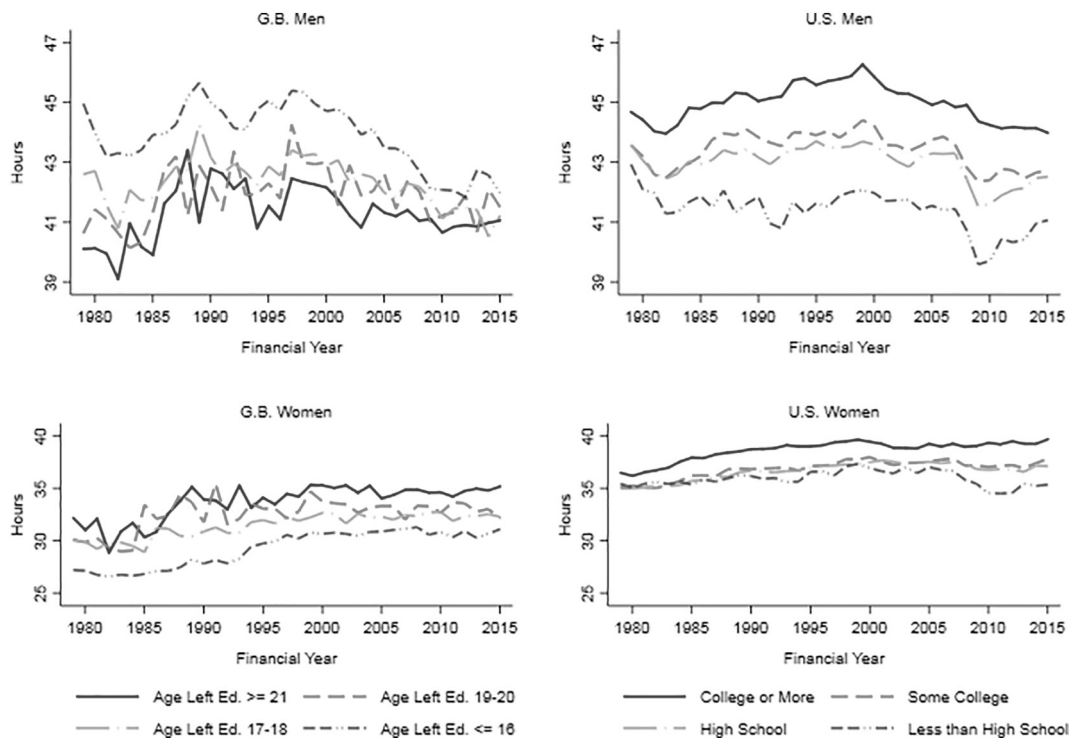 G.B. Men
47
45
43
41
39
Hours
1980 1985 1990 1995 2000 2005 2010 2015
Financial Year
U.S. Men
47
45
43
41
39
Hours
1980 1985 1990 1995 2000 2005 2010 2015
Financial Year
G.B. Women
40
35
30
25
Hours
1980 1985 1990 1995 2000 2005 2010 2015
Financial Year
U.S. Women
40
35
30
25
Hours
1980 1985 1990 1995 2000 2005 2010 2015
Financial Year
Age Left Ed. >= 21 Age Left Ed. 19-20
Age Left Ed. 17-18 Age Left Ed. <= 16
College or More Some College
High School Less than High School